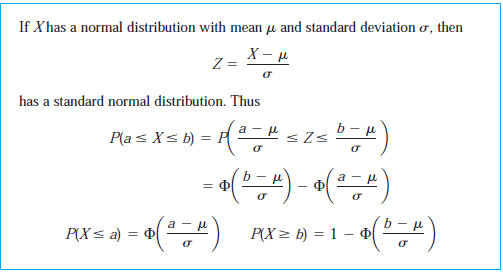 If X has a normal distribution with mean μ and standard deviation σ, then
Z = (X − μ)/σ
has a standard normal distribution. Thus
P(a ≤ X ≤ b) = P((a − μ)/σ ≤ Z ≤ (b − μ)/σ)
= Φ((b − μ)/σ) − Φ((a − μ)/σ)
P(X ≤ a) = Φ((a − μ)/σ) P(X ≥ b) = 1 − Φ((b − μ)/σ)